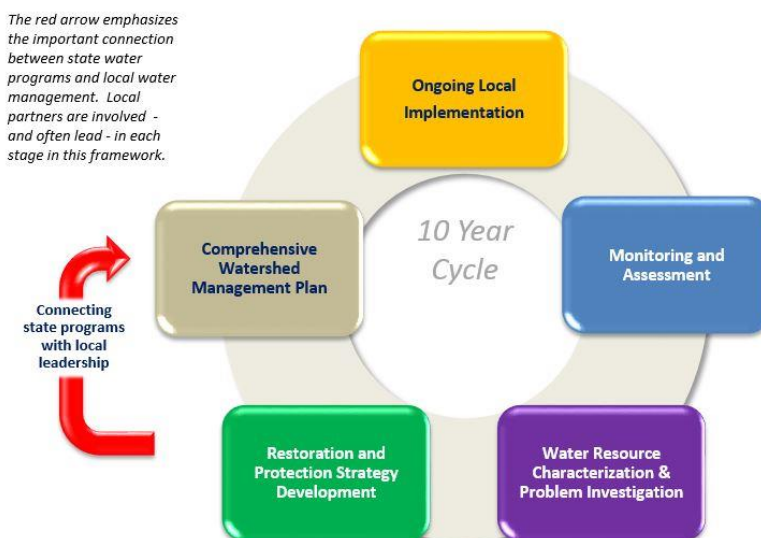 The red arrow emphasizes
the important connection
between state water
programs and local water
management.  Local
partners are involved  -
and often lead - in each
stage in this framework.
Ongoing Local
Implementation
10 Year
Cycle
Comprehensive
Watershed
Management Plan
Monitoring and
Assessment
Connecting
state programs
with local
leadership
Restoration and
Protection Strategy
Development
Water Resource
Characterization &
Problem Investigation